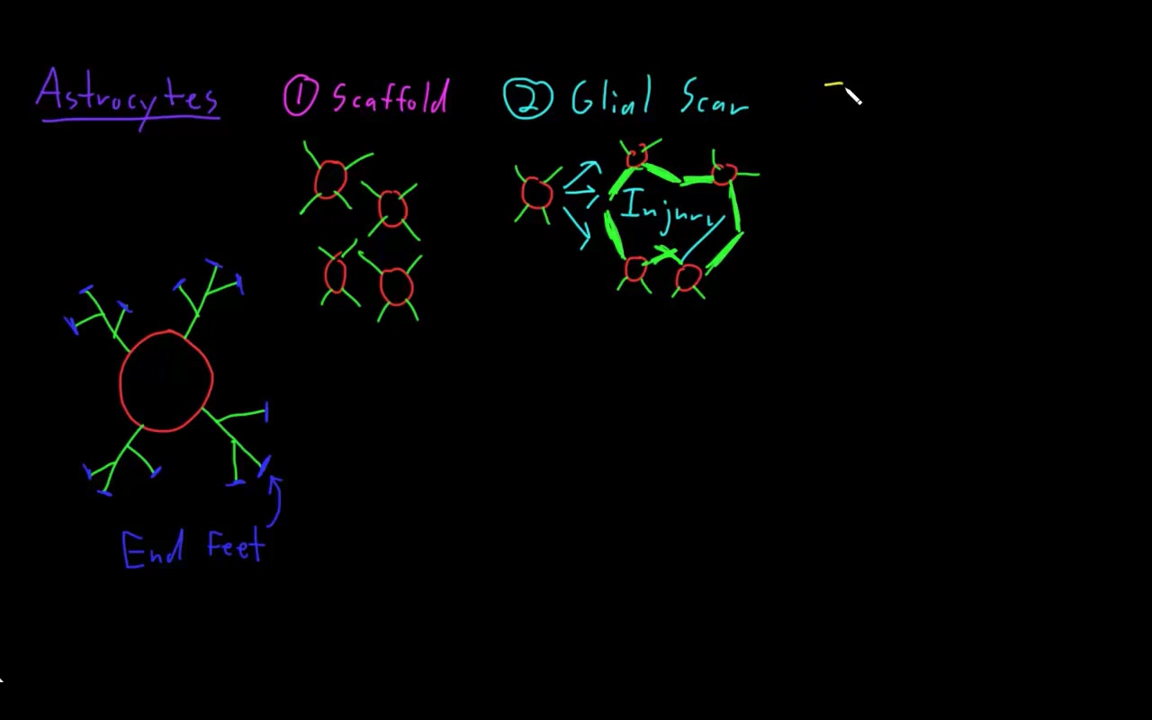 Astrocytes
① Scaffold
② Glial Scar
Injury
End Feet